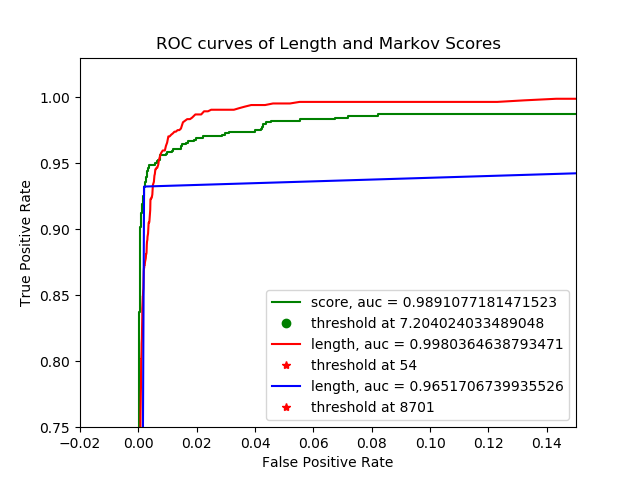 ROC curves of Length and Markov Scores
True Positive Rate
1.00
0.95
0.90
0.85
0.80
0.75
score, auc = 0.9891077181471523
threshold at 7.204024033489048
length, auc = 0.9980364638793471
threshold at 54
length, auc = 0.9651706739935526
threshold at 8701
−0.02 0.00 0.02 0.04 0.06 0.08 0.10 0.12 0.14
False Positive Rate